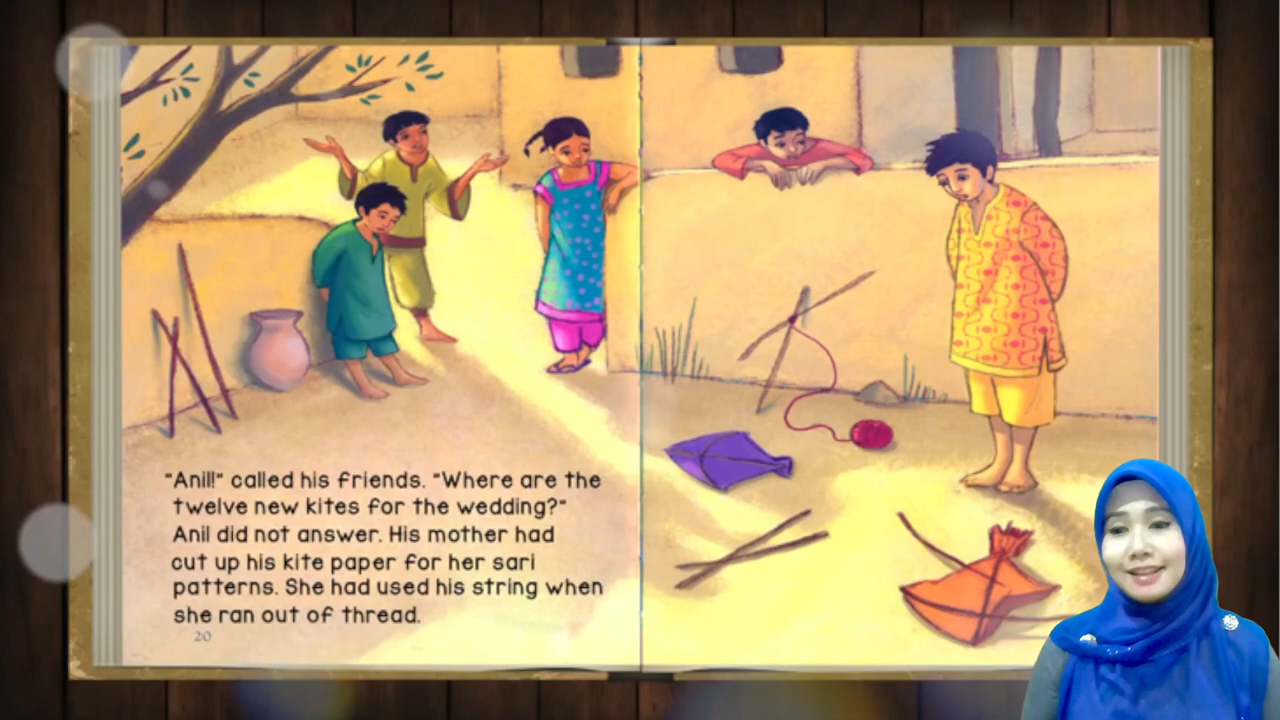 "Anil!" called his friends. "Where are the
twelve new kites for the wedding?"
Anil did not answer. His mother had
cut up his kite paper for her sari
patterns. She had used his string when
she ran out of thread.
20